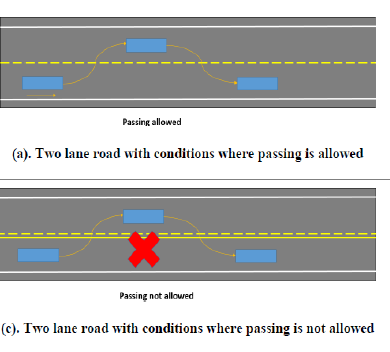 Passing allowed
(a). Two lane road with conditions where passing is allowed
Passing not allowed
(c). Two lane road with conditions where passing is not allowed